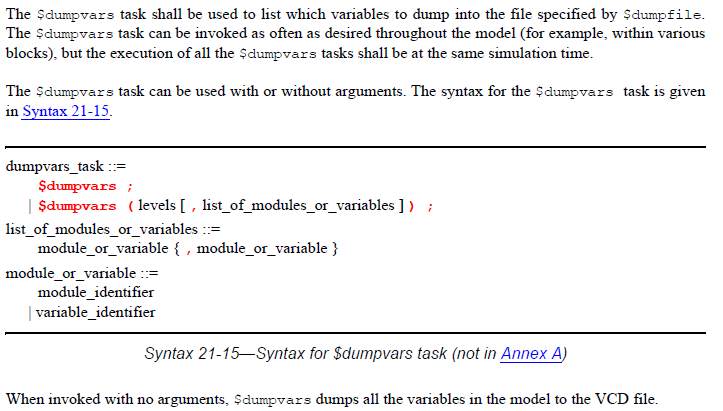 The $dumpvars task shall be used to list which variables to dump into the file specified by $dumpfile.
The $dumpvars task can be invoked as often as desired throughout the model (for example, within various
blocks), but the execution of all the $dumpvars tasks shall be at the same simulation time.
The $dumpvars task can be used with or without arguments. The syntax for the $dumpvars task is given
in Syntax 21-15.
dumpvars_task ::=
$dumpvars ;
| $dumpvars ( levels [ , list_of_modules_or_variables ] ) ;
list_of_modules_or_variables ::=
module_or_variable { , module_or_variable }
module_or_variable ::=
module_identifier
| variable_identifier
Syntax 21-15—Syntax for $dumpvars task (not in Annex A)
When invoked with no arguments, $dumpvars dumps all the variables in the model to the VCD file.